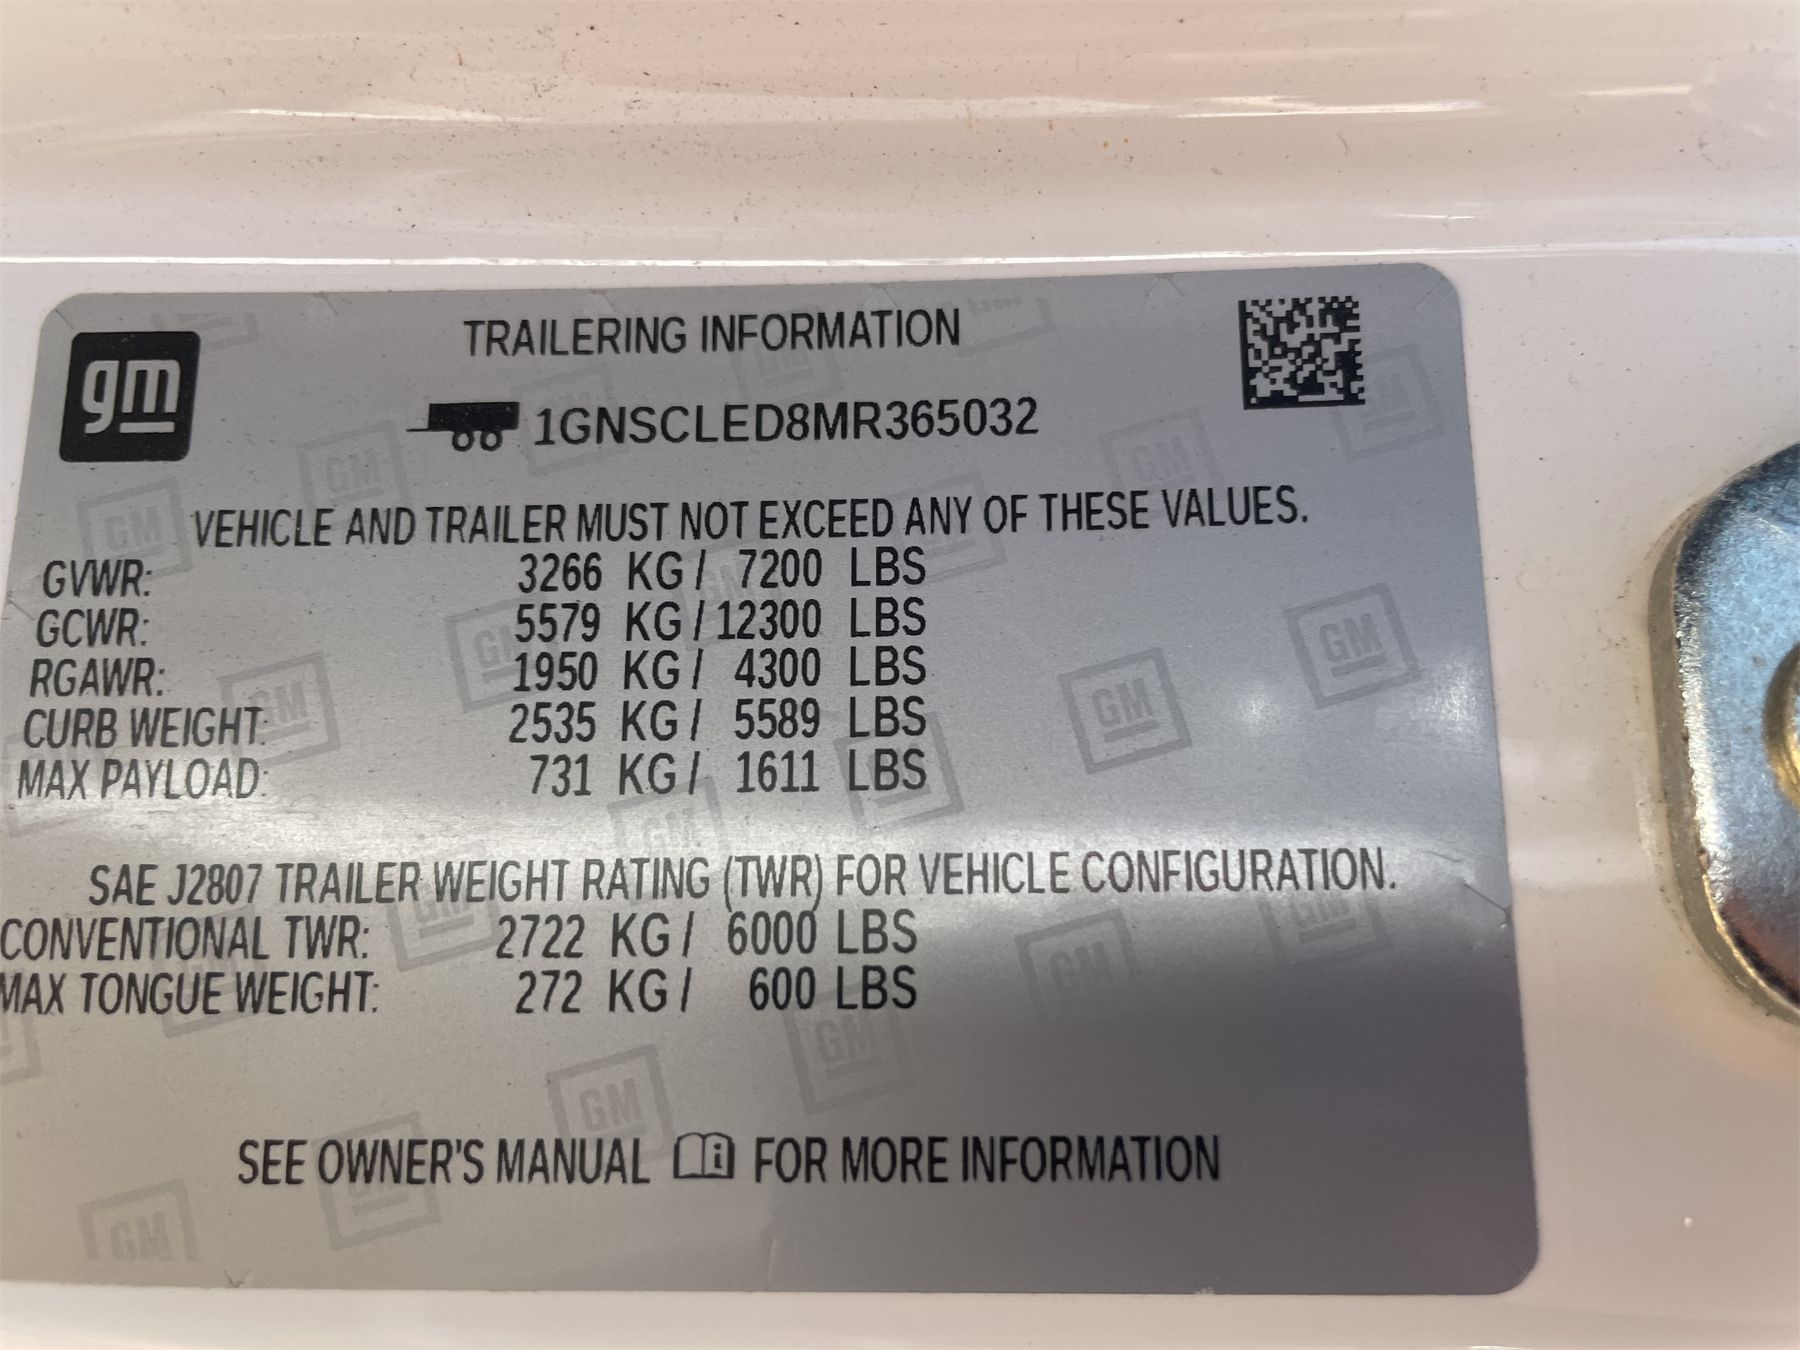 gm
TRAILERING INFORMATION
1GNSCLED8MR365032
VEHICLE AND TRAILER MUST NOT EXCEED ANY OF THESE VALUES.
GVWR: 3266 KG / 7200 LBS
GCWR: 5579 KG / 12300 LBS
RGAWR: 1950 KG / 4300 LBS
CURB WEIGHT: 2535 KG / 5589 LBS
MAX PAYLOAD: 731 KG / 1611 LBS
SAE J2807 TRAILER WEIGHT RATING (TWR) FOR VEHICLE CONFIGURATION.
CONVENTIONAL TWR: 2722 KG / 6000 LBS
MAX TONGUE WEIGHT: 272 KG / 600 LBS
SEE OWNER'S MANUAL FOR MORE INFORMATION